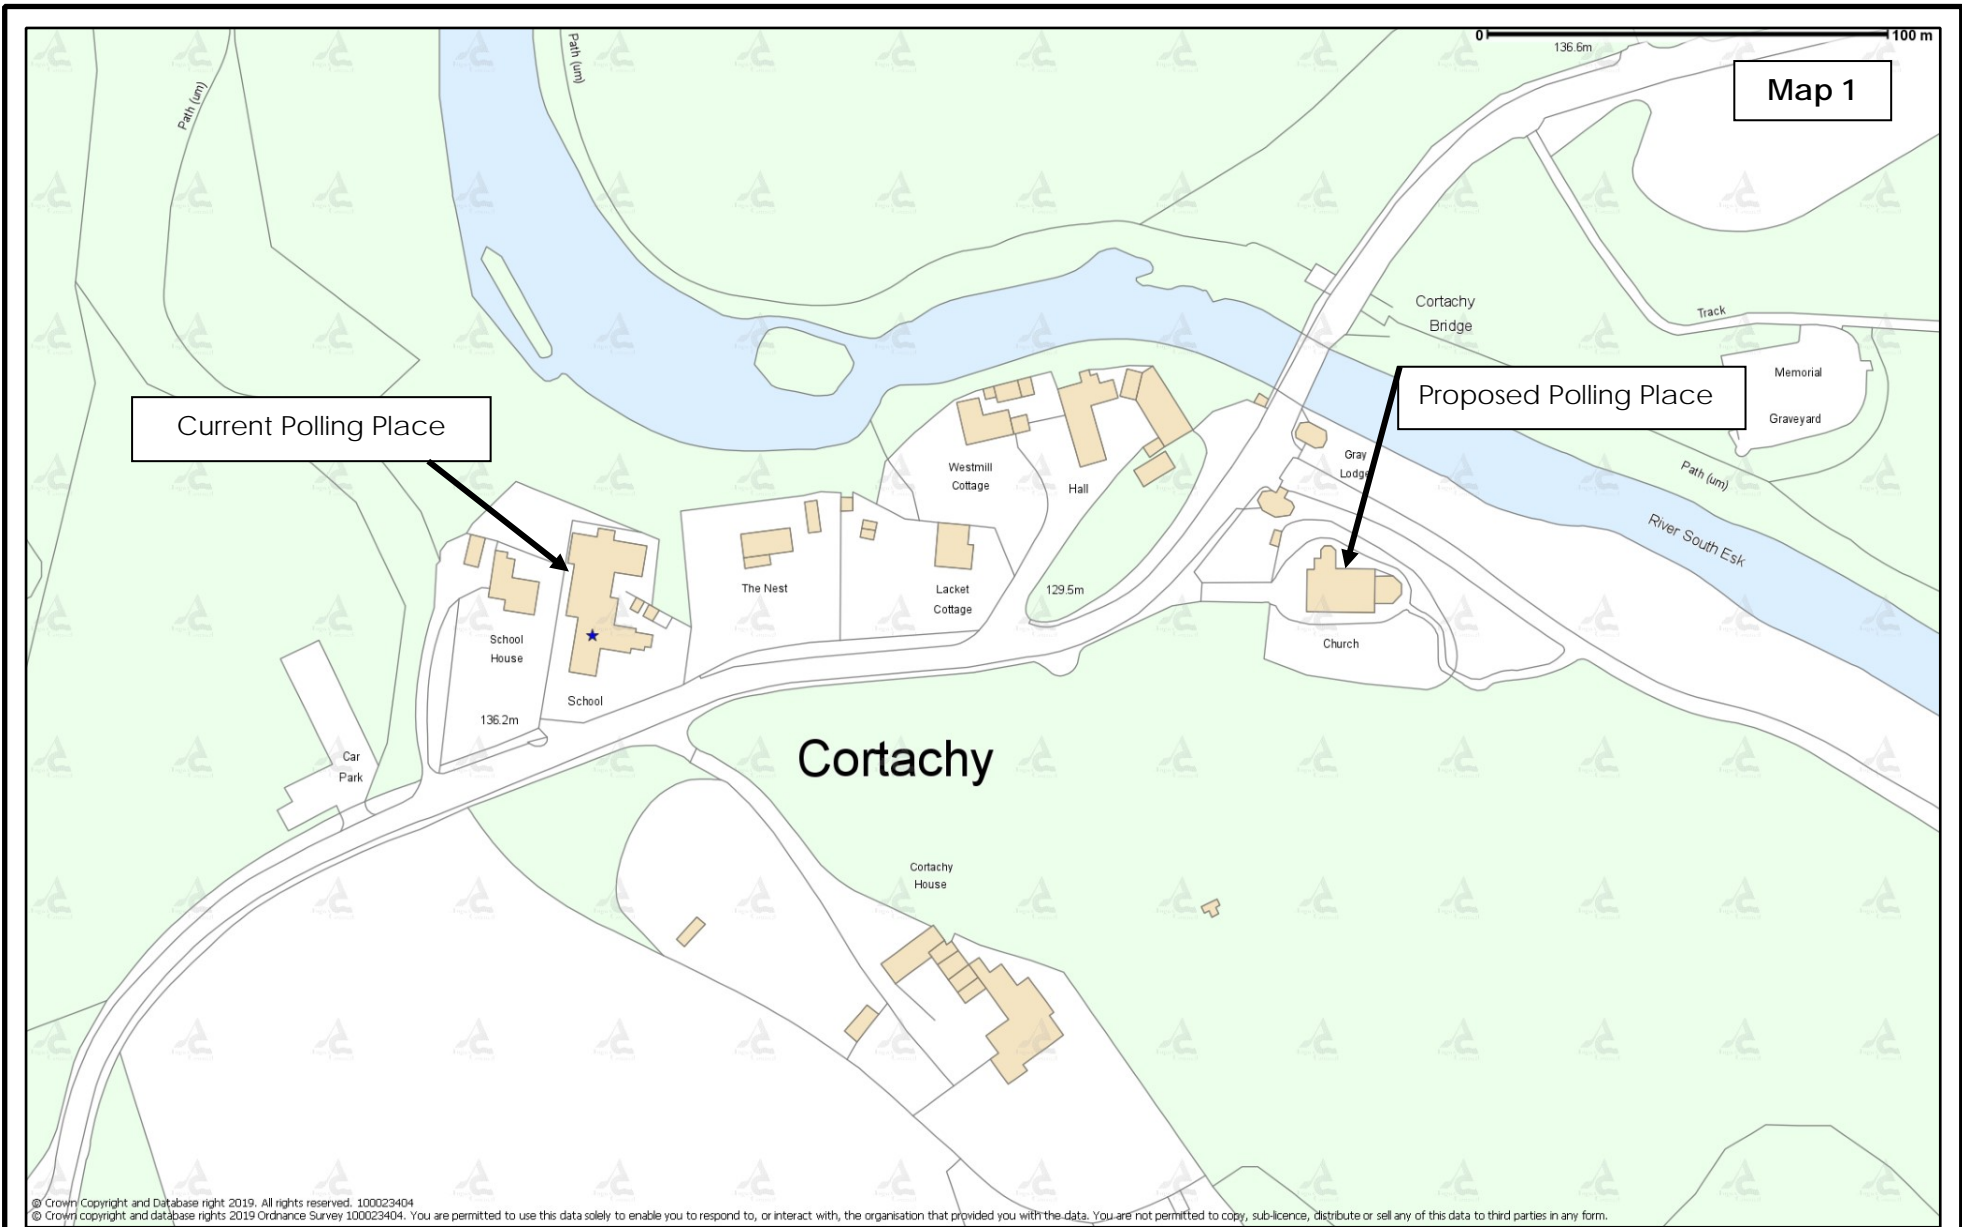 0
100 m
136.6m
Map 1
Path (um)
Path (um)
Cortachy
Bridge
Track
Memorial
Graveyard
Current Polling Place
Proposed Polling Place
Gray
Lodge
Westmill
Cottage
Hall
Path (um)
River South Esk
The Nest
Lacket
Cottage
129.5m
School
House
Church
School
136.2m
Car
Park
Cortachy
Cortachy
House
© Crown Copyright and Database right 2019. All rights reserved. 100023404
© Crown copyright and database rights 2019 Ordnance Survey 100023404. You are permitted to use this data solely to enable you to respond to, or interact with, the organisation that provided you with the data. You are not permitted to copy, sub-licence, distribute or sell any of this data to third parties in any form.